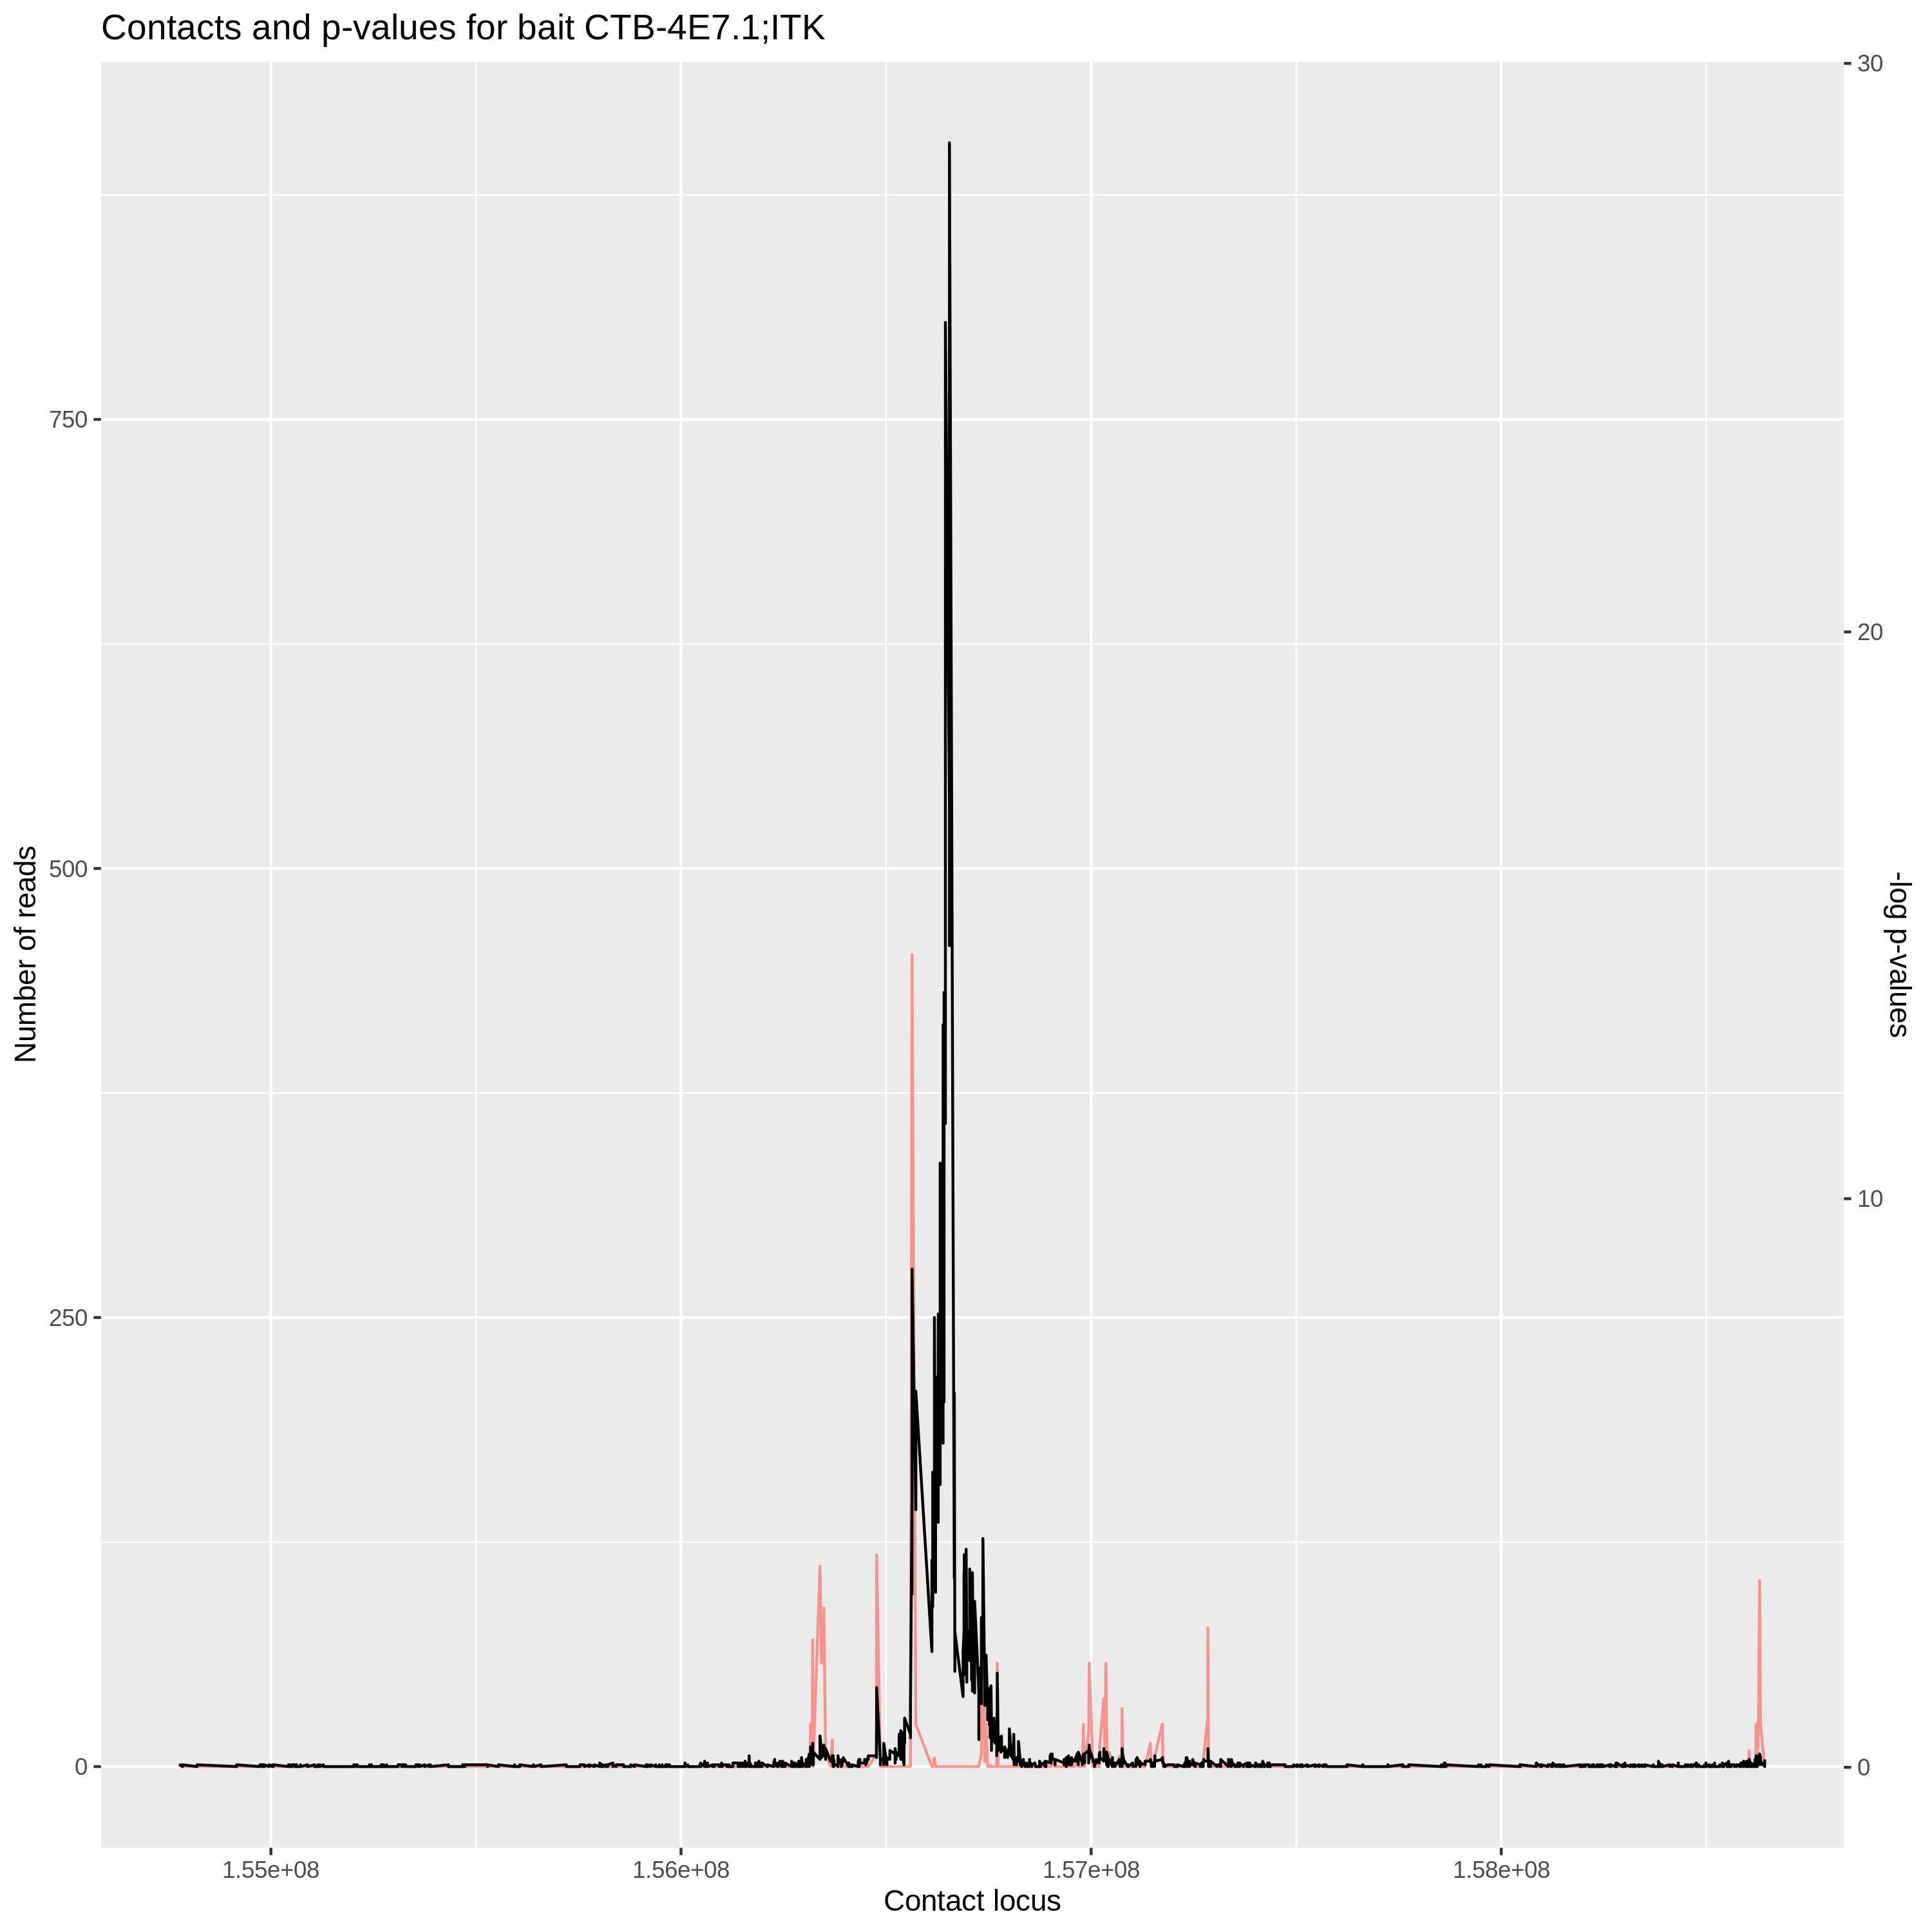 Contacts and p-values for bait CTB-4E7.1;ITK
30
750
20
500
Number of reads
-log p-values
10
250
0
0
1.55e+08
1.56e+08
1.57e+08
1.58e+08
Contact locus